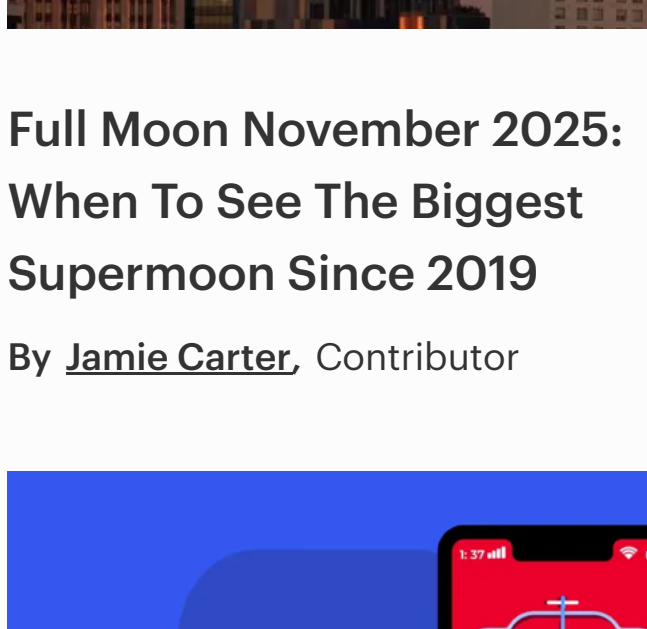 Full Moon November 2025:
When To See The Biggest
Supermoon Since 2019
By Jamie Carter, Contributor
1:37